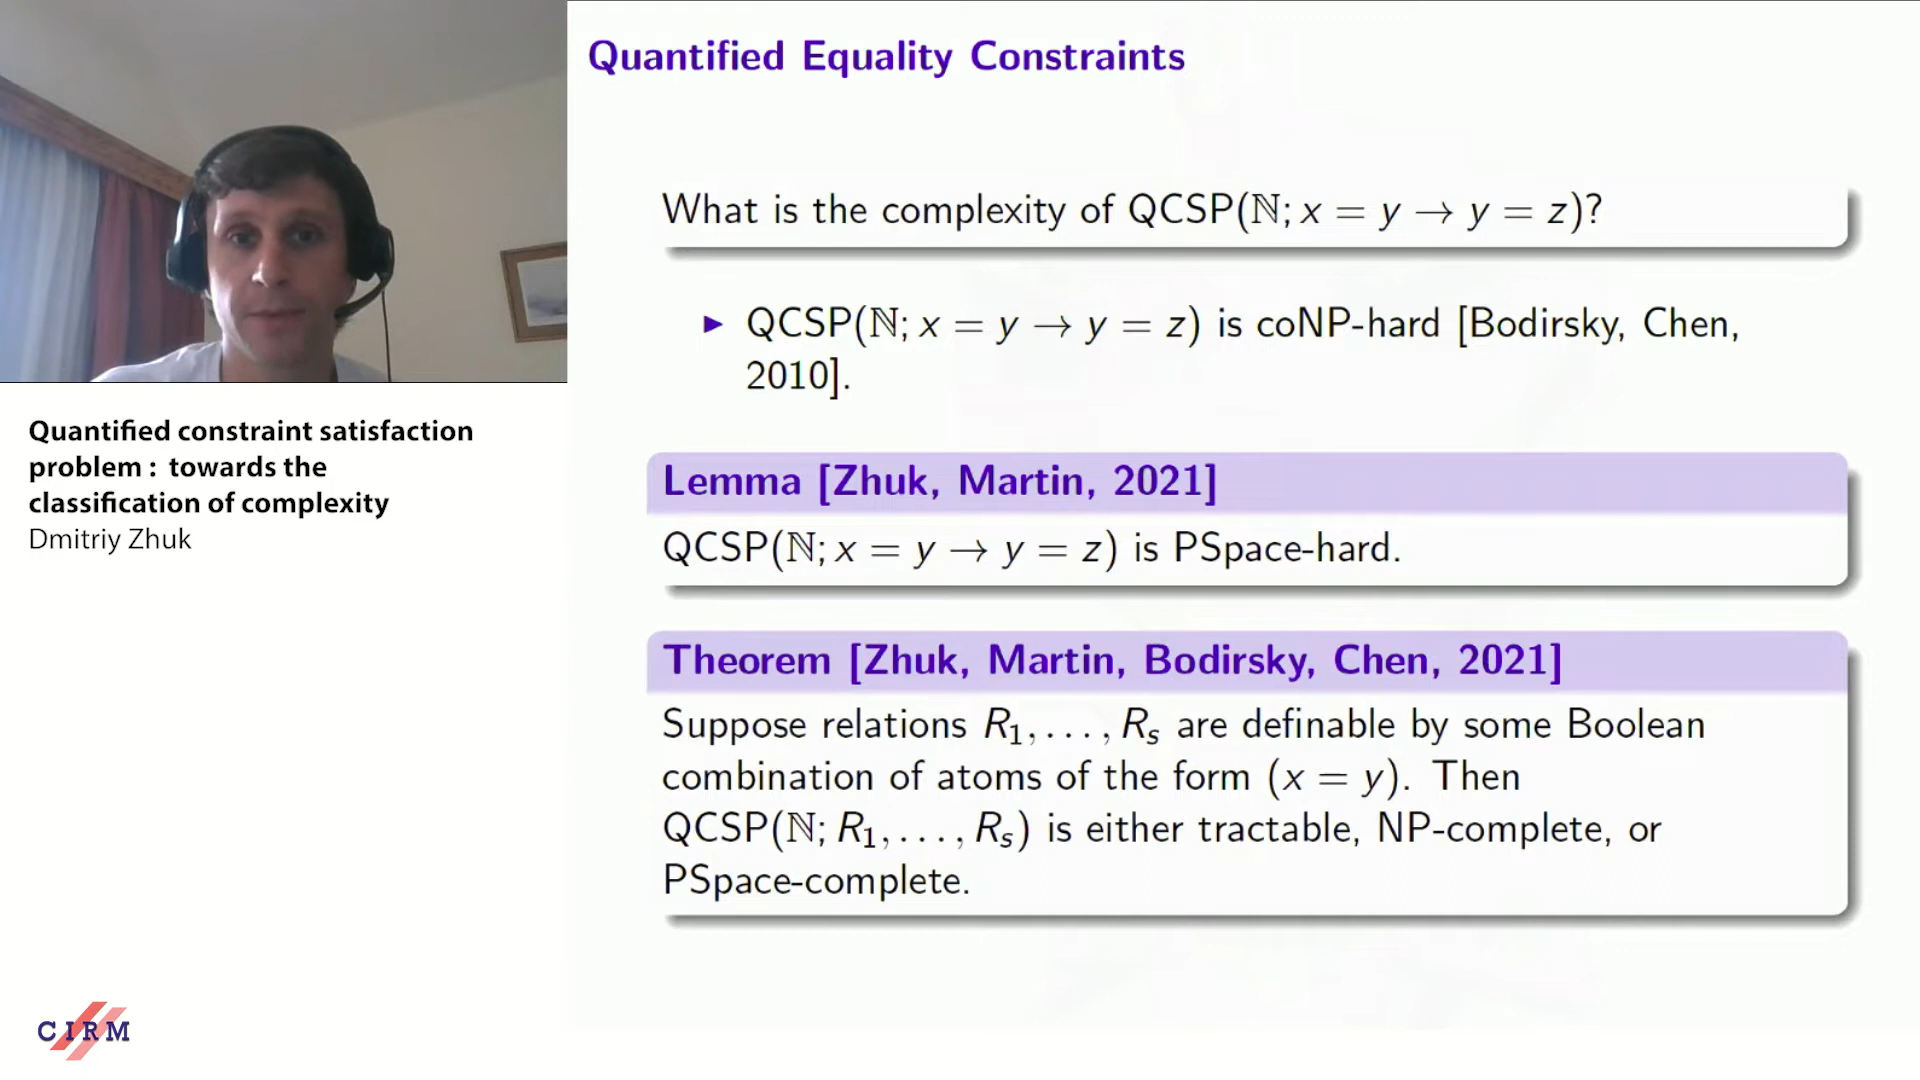 Quantified Equality Constraints
What is the complexity of QCSP(ℕ; x = y → y = z)?
▶ QCSP(ℕ; x = y → y = z) is coNP-hard [Bodirsky, Chen,
2010].
Lemma [Zhuk, Martin, 2021]
QCSP(ℕ; x = y → y = z) is PSpace-hard.
Theorem [Zhuk, Martin, Bodirsky, Chen, 2021]
Suppose relations R₁, . . . , Rₛ are definable by some Boolean
combination of atoms of the form (x = y). Then
QCSP(ℕ; R₁, . . . , Rₛ) is either tractable, NP-complete, or
PSpace-complete.
Quantified constraint satisfaction
problem : towards the
classification of complexity
Dmitriy Zhuk
CIRM